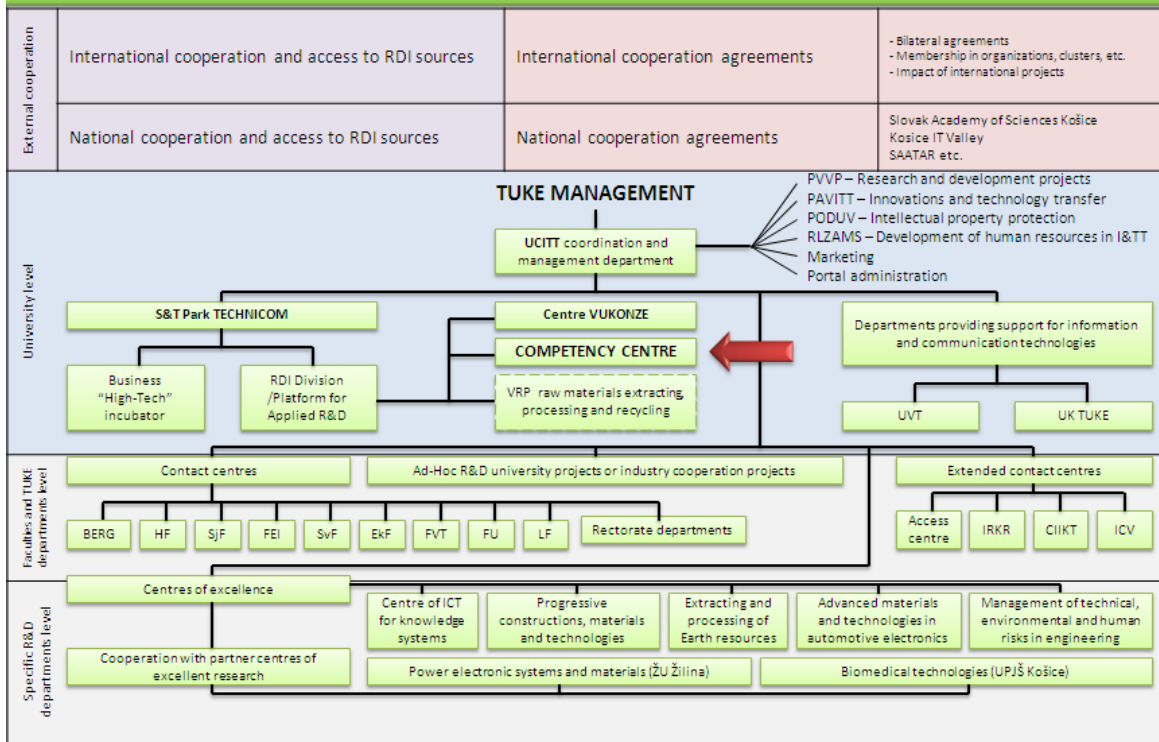 External cooperation
International cooperation and access to RDI sources
International cooperation agreements
- Bilateral agreements
- Membership in organizations, clusters, etc.
- Impact of international projects
National cooperation and access to RDI sources
National cooperation agreements
Slovak Academy of Sciences Košice
Kosice IT Valley
SAATAR etc.
University level
TUKE MANAGEMENT
UCITT coordination and
management department
PVVP – Research and development projects
PAVITT – Innovations and technology transfer
PODUV – Intellectual property protection
RLZAMS – Development of human resources in I&TT
Marketing
Portal administration
S&T Park TECHNICOM
Centre VUKONZE
COMPETENCY CENTRE
Departments providing support for information
and communication technologies
Business
"High-Tech"
incubator
RDI Division
/Platform for
Applied R&D
VRP raw materials extracting,
processing and recycling
UVT
UK TUKE
Faculties and TUKE
departments level
Contact centres
Ad-Hoc R&D university projects or industry cooperation projects
Extended contact centres
BERG
HF
SjF
FEI
SvF
EkF
FVT
FU
LF
Rectorate departments
Access
centre
IRKR
CIIKT
ICV
Specific R&D
departments level
Centres of excellence
Centre of ICT
for knowledge
systems
Progressive
constructions, materials
and technologies
Extracting and
processing of
Earth resources
Advanced materials
and technologies in
automotive electronics
Management of technical,
environmental and human
risks in engineering
Cooperation with partner centres of
excellent research
Power electronic systems and materials (ŽU Žilina)
Biomedical technologies (UPJŠ Košice)